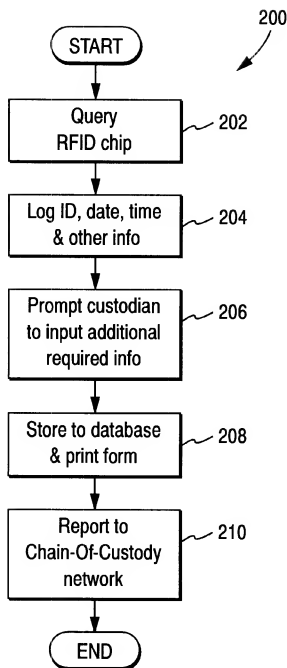 200
START
Query
RFID chip
202
Log ID, date, time
& other info
204
Prompt custodian
to input additional
required info
206
Store to database
& print form
208
Report to
Chain-Of-Custody
network
210
END